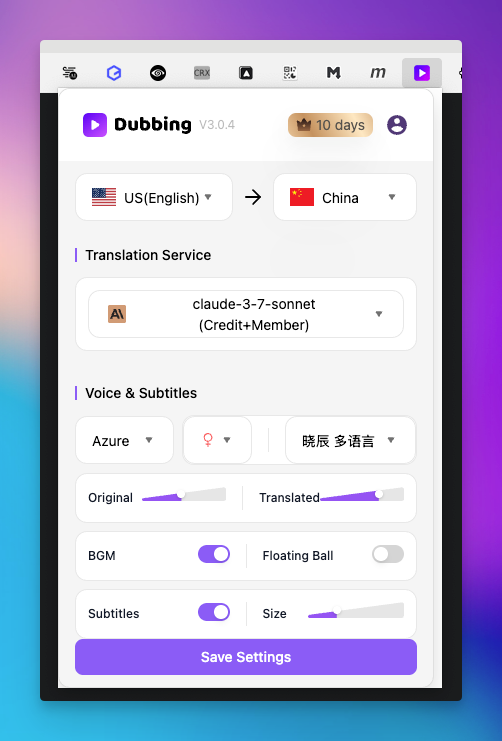 CRX
m
Dubbing V3.0.4 10 days
US(English) → China
Translation Service
A\ claude-3-7-sonnet
(Credit+Member)
Voice & Subtitles
Azure ♀ 晓辰 多语言
Original Translated
BGM Floating Ball
Subtitles Size
Save Settings